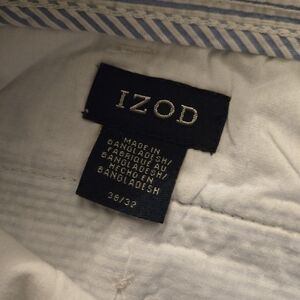 IZOD
MADE IN
BANGLADESH/
FABRIQUÉ AU
BANGLADESH/
HECHO EN
BANGLADESH
36/32